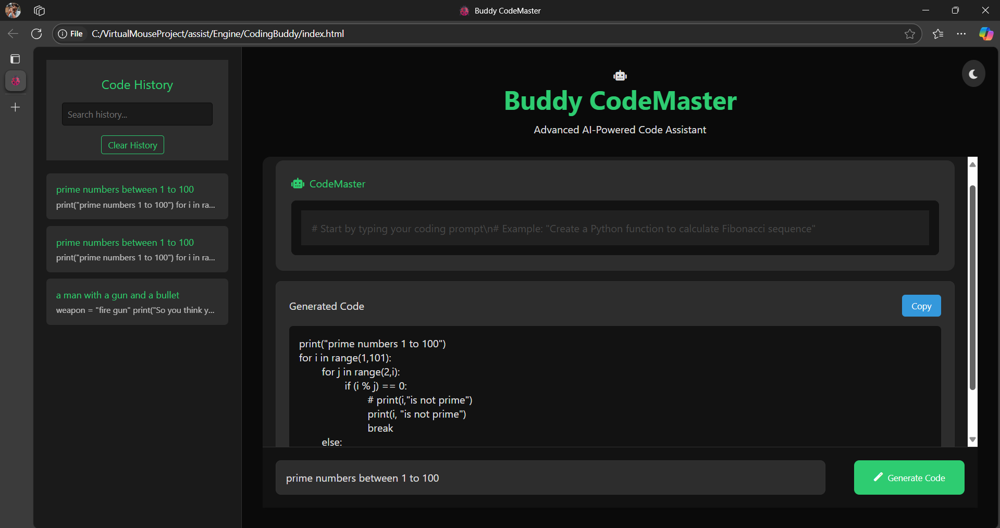 Buddy CodeMaster
File
C:/VirtualMouseProject/assist/Engine/CodingBuddy/index.html
Code History
Search history...
Clear History
prime numbers between 1 to 100
print("prime numbers 1 to 100") for i in ra...
prime numbers between 1 to 100
print("prime numbers 1 to 100") for i in ra...
a man with a gun and a bullet
weapon = "fire gun" print("So you think y...
Buddy CodeMaster
Advanced AI-Powered Code Assistant
CodeMaster
# Start by typing your coding prompt\n# Example: "Create a Python function to calculate Fibonacci sequence"
Generated Code
Copy
print("prime numbers 1 to 100")
for i in range(1,101):
    for j in range(2,i):
        if (i % j) == 0:
            # print(i,"is not prime")
            print(i, "is not prime")
            break
    else:
prime numbers between 1 to 100
Generate Code